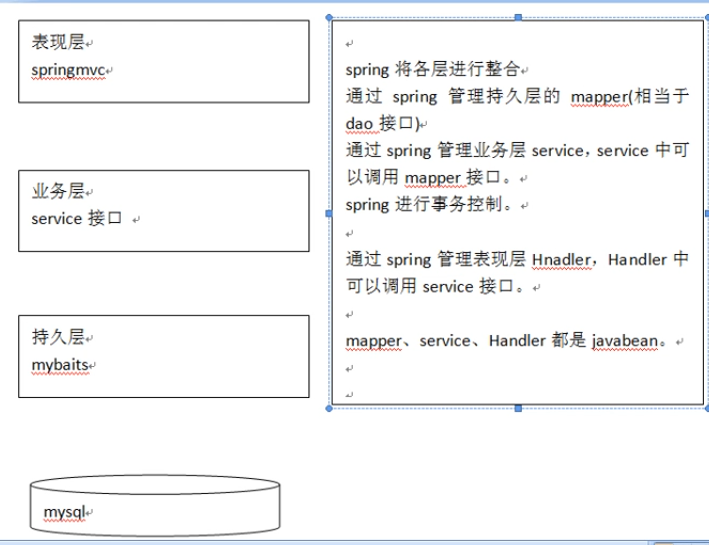 表现层
springmvc
业务层
service 接口
持久层
mybaits
mysql
spring 将各层进行整合
通过 spring 管理持久层的 mapper(相当于
dao 接口)
通过 spring 管理业务层 service，service 中可
以调用 mapper 接口。
spring 进行事务控制。
通过 spring 管理表现层 Hnadler，Handler 中
可以调用 service 接口。
mapper、service、Handler 都是 javabean。